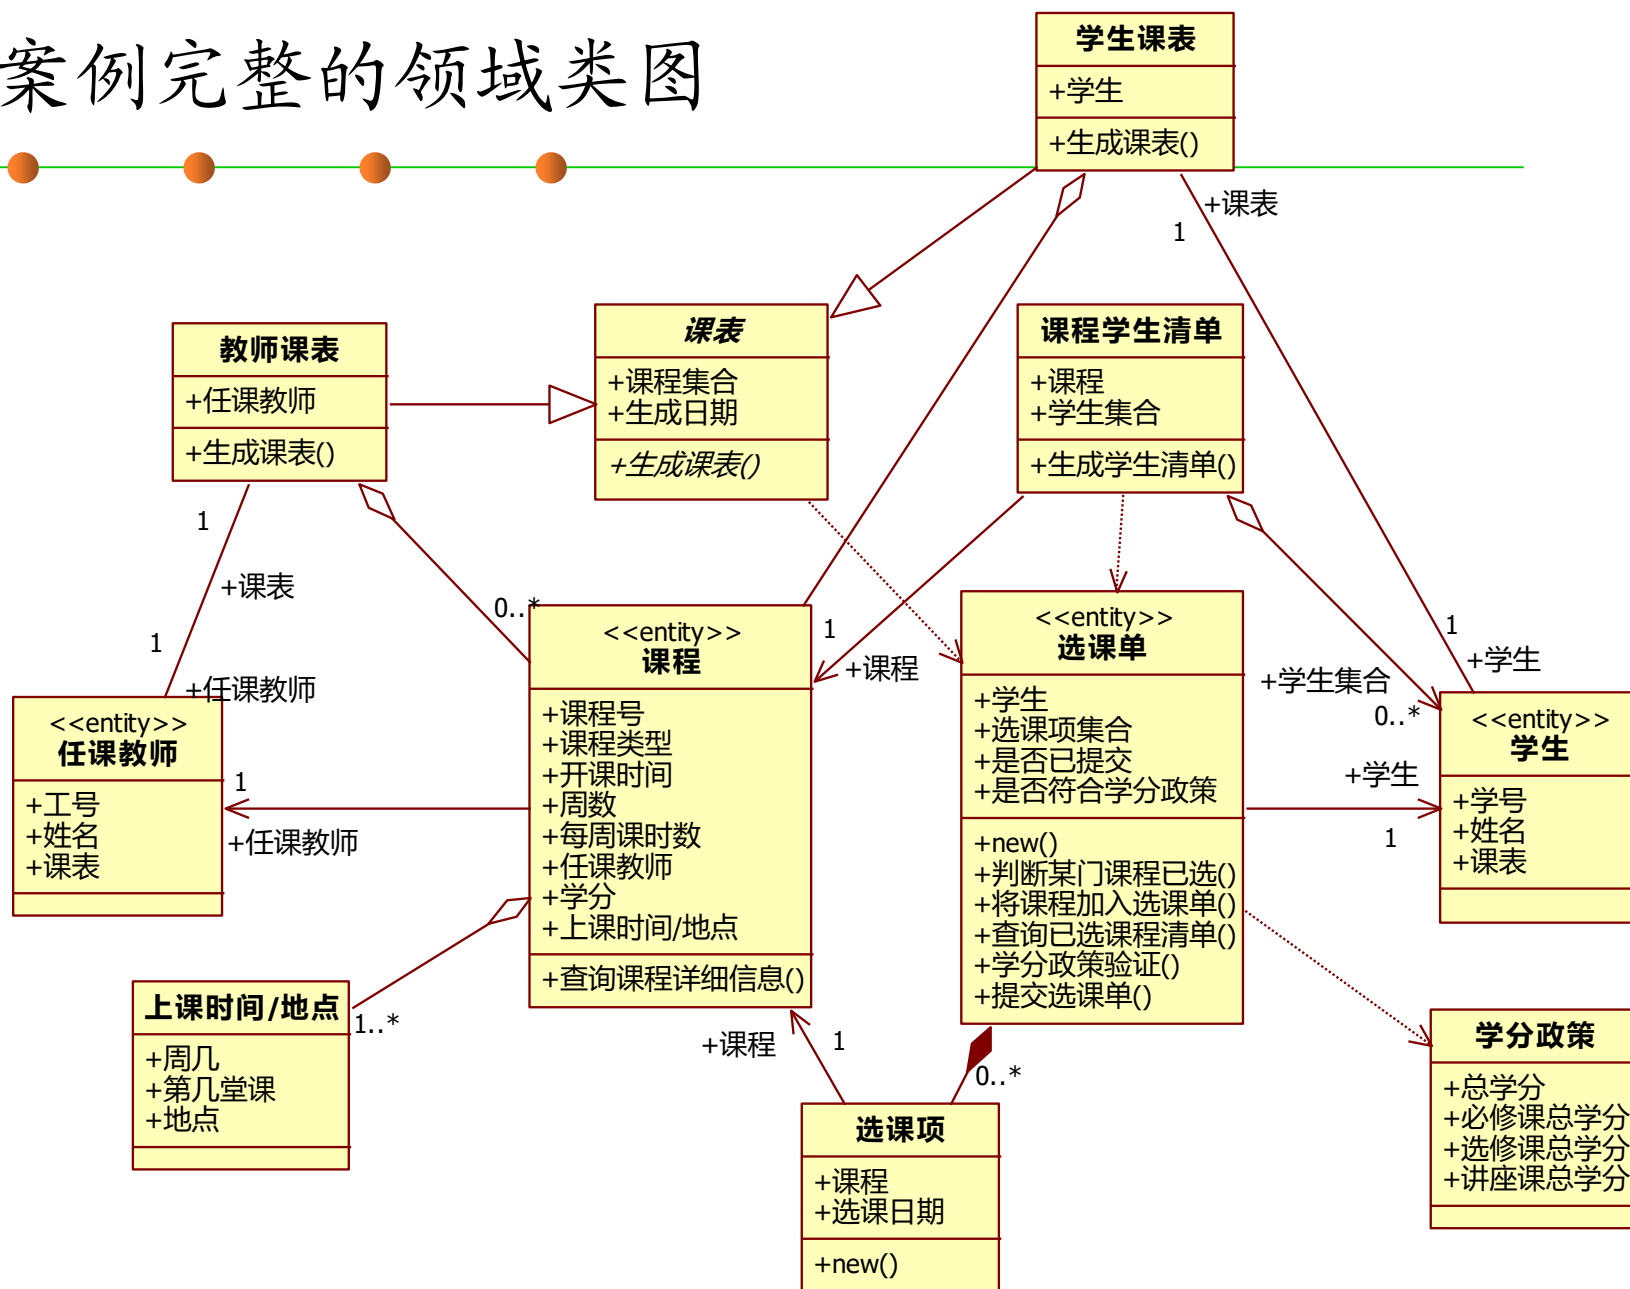 案例完整的领域类图
学生课表
+学生
+生成课表()
+课表
1
教师课表
+任课教师
+生成课表()
课表
+课程集合
+生成日期
+生成课表()
课程学生清单
+课程
+学生集合
+生成学生清单()
1
+课表
1
+任课教师
0..*
<<entity>>
课程
+课程号
+课程类型
+开课时间
+周数
+每周课时数
+任课教师
+学分
+上课时间/地点
+查询课程详细信息()
1
+课程
<<entity>>
选课单
+学生
+选课项集合
+是否已提交
+是否符合学分政策
+new()
+判断某门课程已选()
+将课程加入选课单()
+查询已选课程清单()
+学分政策验证()
+提交选课单()
1
+学生
+学生集合
0..*
+学生
1
<<entity>>
学生
+学号
+姓名
+课表
<<entity>>
任课教师
+工号
+姓名
+课表
1
+任课教师
上课时间/地点
+周几
+第几堂课
+地点
1..*
+课程
1
0..*
选课项
+课程
+选课日期
+new()
学分政策
+总学分
+必修课总学分
+选修课总学分
+讲座课总学分